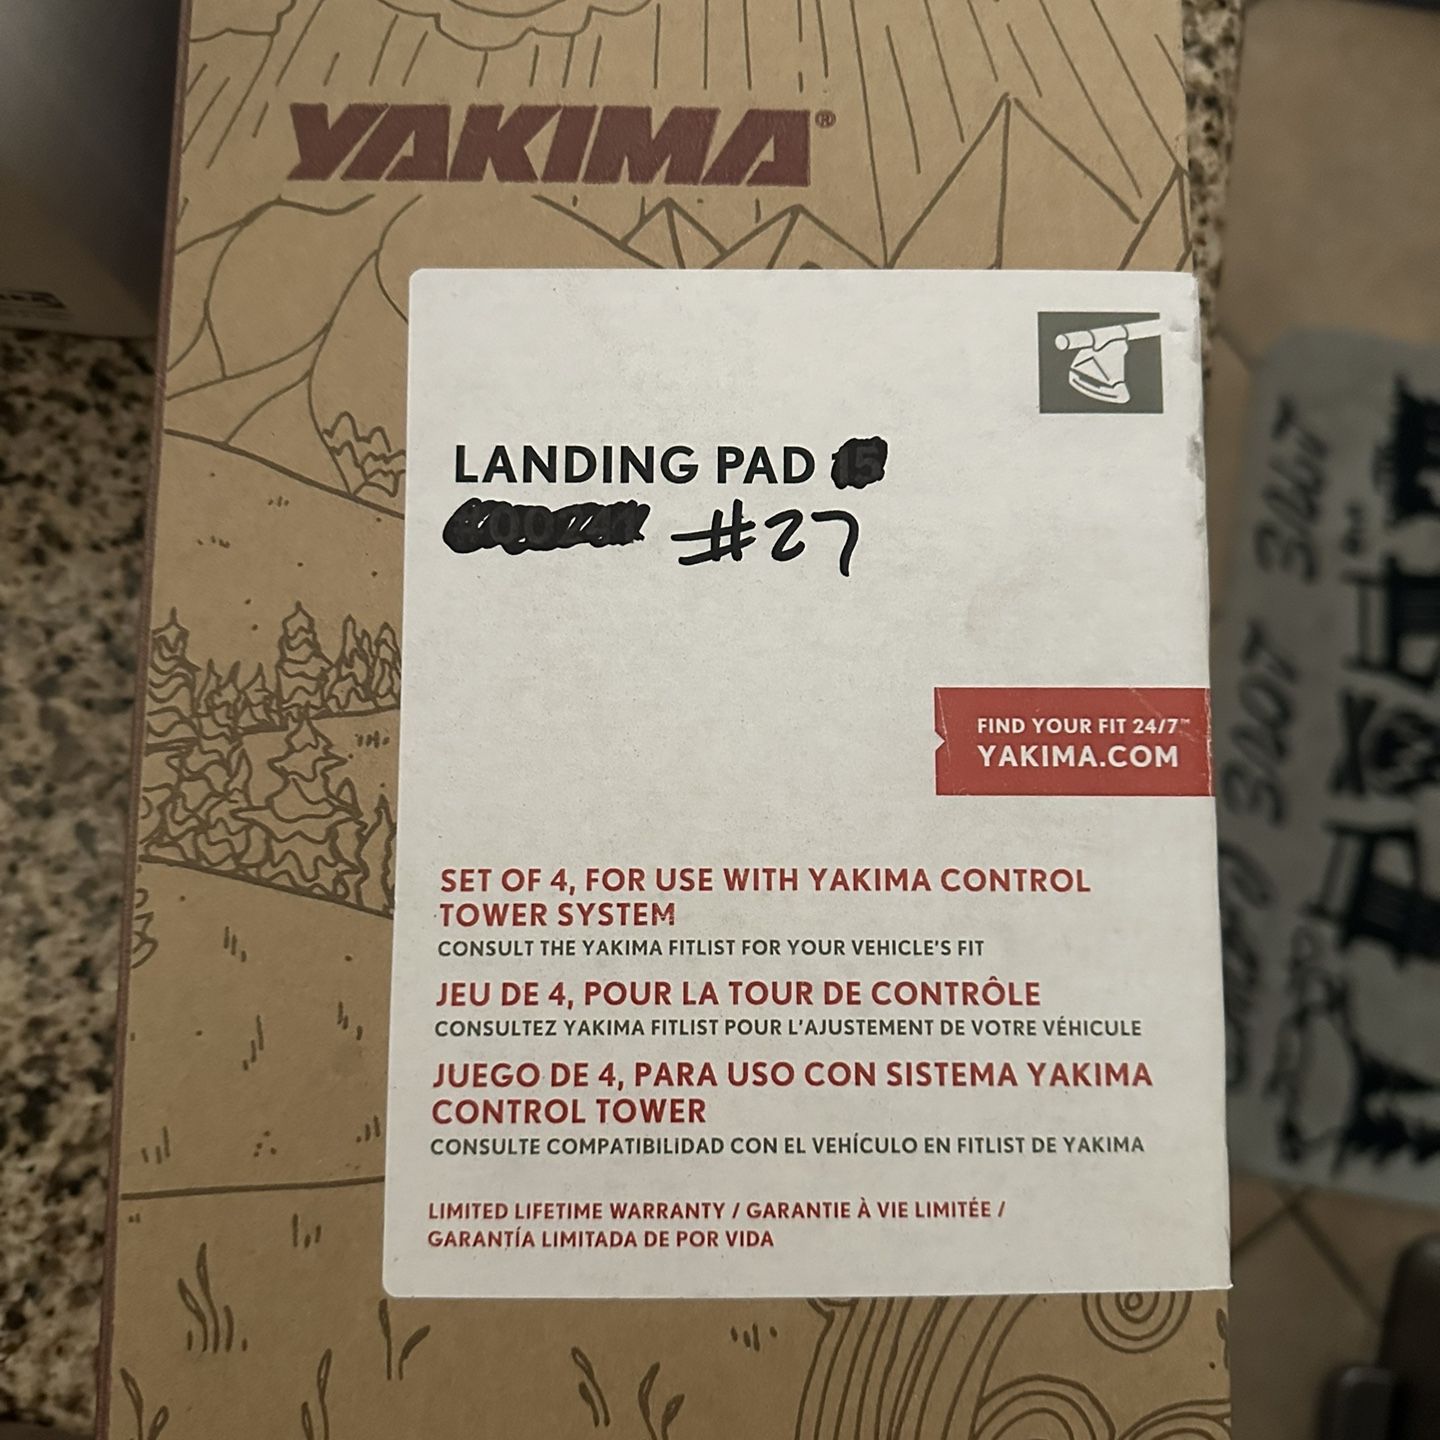 YAKIMA®
LANDING PAD 15
#27
FIND YOUR FIT 24/7™
YAKIMA.COM
SET OF 4, FOR USE WITH YAKIMA CONTROL
TOWER SYSTEM
CONSULT THE YAKIMA FITLIST FOR YOUR VEHICLE'S FIT
JEU DE 4, POUR LA TOUR DE CONTRÔLE
CONSULTEZ YAKIMA FITLIST POUR L'AJUSTEMENT DE VOTRE VÉHICULE
JUEGO DE 4, PARA USO CON SISTEMA YAKIMA
CONTROL TOWER
CONSULTE COMPATIBILIDAD CON EL VEHÍCULO EN FITLIST DE YAKIMA
LIMITED LIFETIME WARRANTY / GARANTIE À VIE LIMITÉE /
GARANTÍA LIMITADA DE POR VIDA